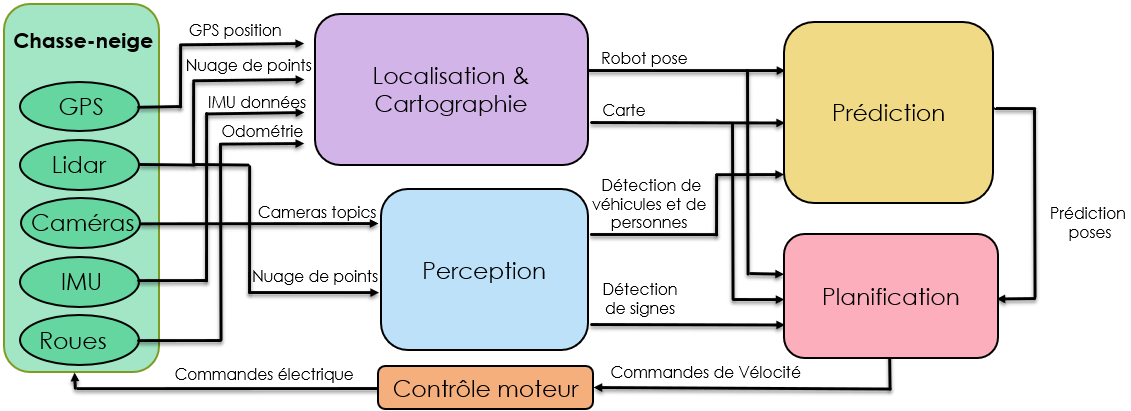 Chasse-neige
GPS
Lidar
Caméras
IMU
Roues
GPS position
Nuage de points
IMU données
Odométrie
Cameras topics
Nuage de points
Localisation &
Cartographie
Perception
Robot pose
Carte
Détection de
véhicules et de
personnes
Détection
de signes
Prédiction
Planification
Prédiction
poses
Commandes de Vélocité
Contrôle moteur
Commandes électrique